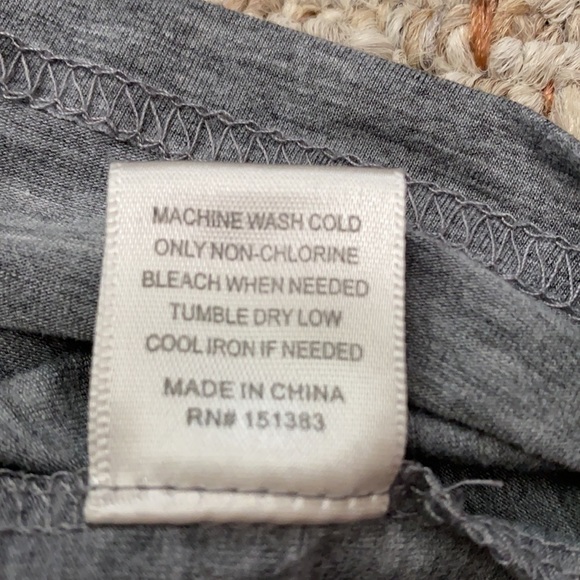 MACHINE WASH COLD
ONLY NON-CHLORINE
BLEACH WHEN NEEDED
TUMBLE DRY LOW
COOL IRON IF NEEDED
MADE IN CHINA
RN# 151383